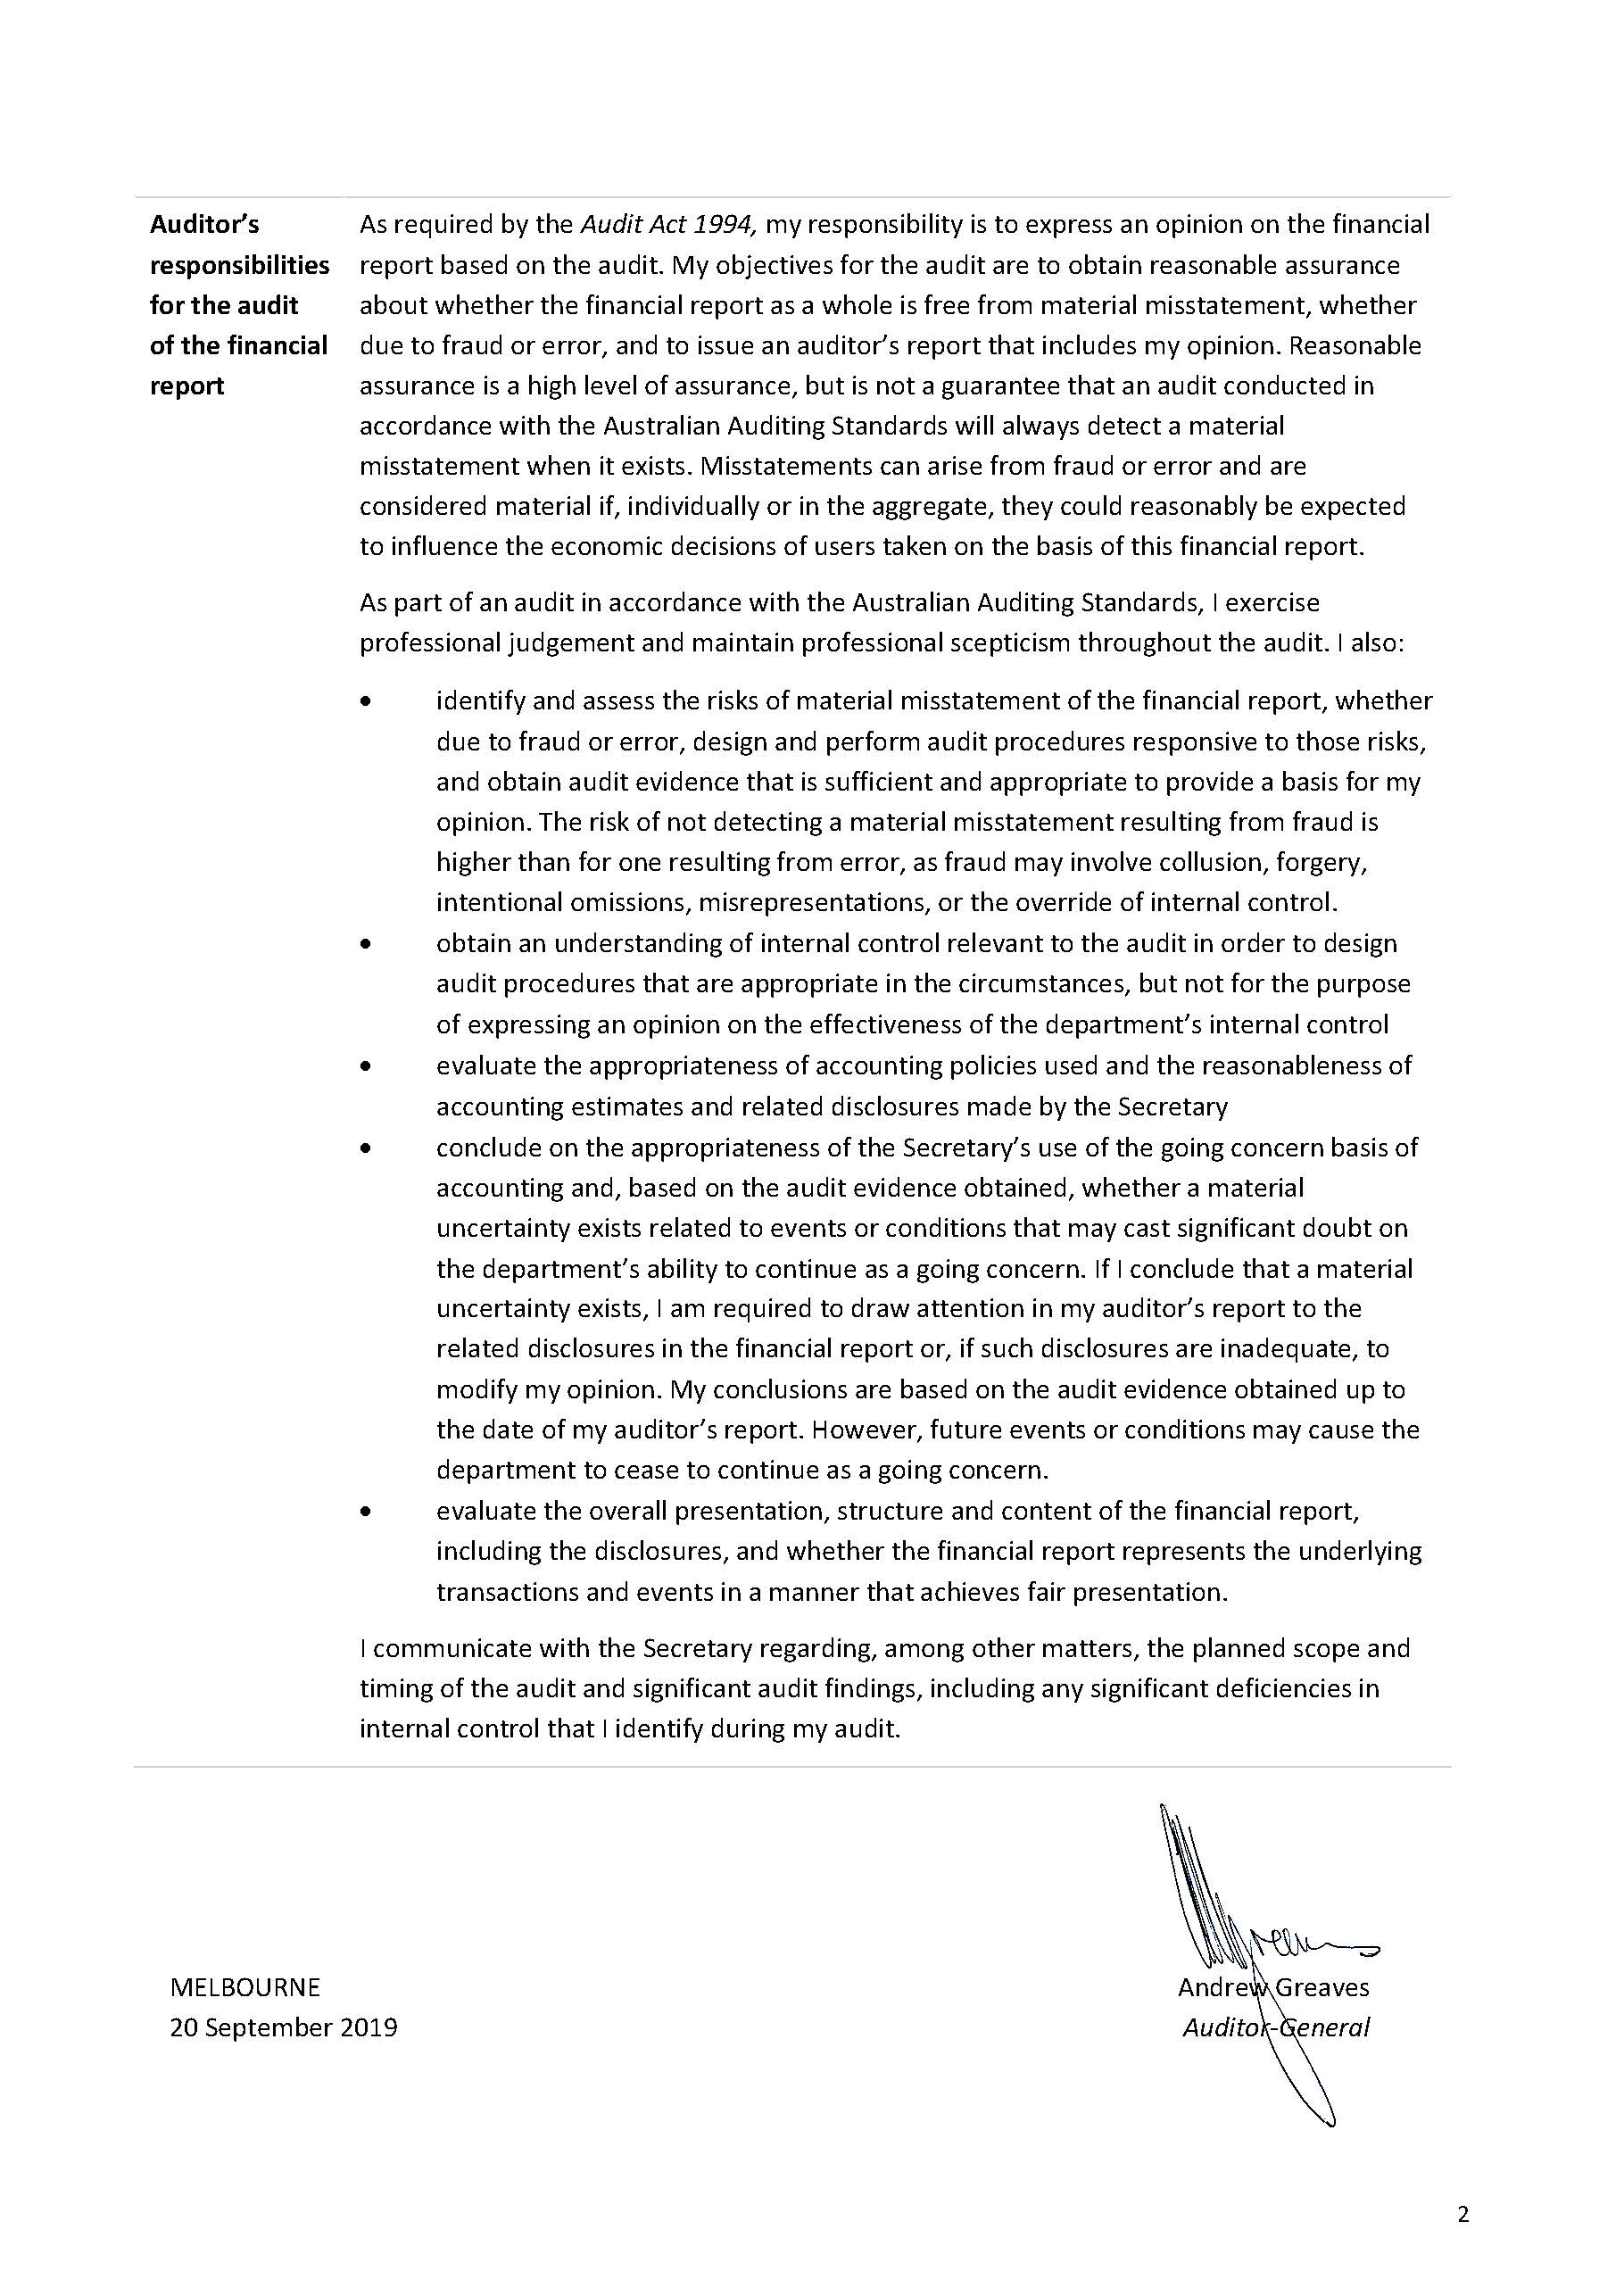 Auditor’s
responsibilities
for the audit
of the financial
report
As required by the Audit Act 1994, my responsibility is to express an opinion on the financial
report based on the audit. My objectives for the audit are to obtain reasonable assurance
about whether the financial report as a whole is free from material misstatement, whether
due to fraud or error, and to issue an auditor’s report that includes my opinion. Reasonable
assurance is a high level of assurance, but is not a guarantee that an audit conducted in
accordance with the Australian Auditing Standards will always detect a material
misstatement when it exists. Misstatements can arise from fraud or error and are
considered material if, individually or in the aggregate, they could reasonably be expected
to influence the economic decisions of users taken on the basis of this financial report.
As part of an audit in accordance with the Australian Auditing Standards, I exercise
professional judgement and maintain professional scepticism throughout the audit. I also:
• identify and assess the risks of material misstatement of the financial report, whether
due to fraud or error, design and perform audit procedures responsive to those risks,
and obtain audit evidence that is sufficient and appropriate to provide a basis for my
opinion. The risk of not detecting a material misstatement resulting from fraud is
higher than for one resulting from error, as fraud may involve collusion, forgery,
intentional omissions, misrepresentations, or the override of internal control.
• obtain an understanding of internal control relevant to the audit in order to design
audit procedures that are appropriate in the circumstances, but not for the purpose
of expressing an opinion on the effectiveness of the department’s internal control
• evaluate the appropriateness of accounting policies used and the reasonableness of
accounting estimates and related disclosures made by the Secretary
• conclude on the appropriateness of the Secretary’s use of the going concern basis of
accounting and, based on the audit evidence obtained, whether a material
uncertainty exists related to events or conditions that may cast significant doubt on
the department’s ability to continue as a going concern. If I conclude that a material
uncertainty exists, I am required to draw attention in my auditor’s report to the
related disclosures in the financial report or, if such disclosures are inadequate, to
modify my opinion. My conclusions are based on the audit evidence obtained up to
the date of my auditor’s report. However, future events or conditions may cause the
department to cease to continue as a going concern.
• evaluate the overall presentation, structure and content of the financial report,
including the disclosures, and whether the financial report represents the underlying
transactions and events in a manner that achieves fair presentation.
I communicate with the Secretary regarding, among other matters, the planned scope and
timing of the audit and significant audit findings, including any significant deficiencies in
internal control that I identify during my audit.
MELBOURNE
20 September 2019
Andrew Greaves
Auditor-General
2